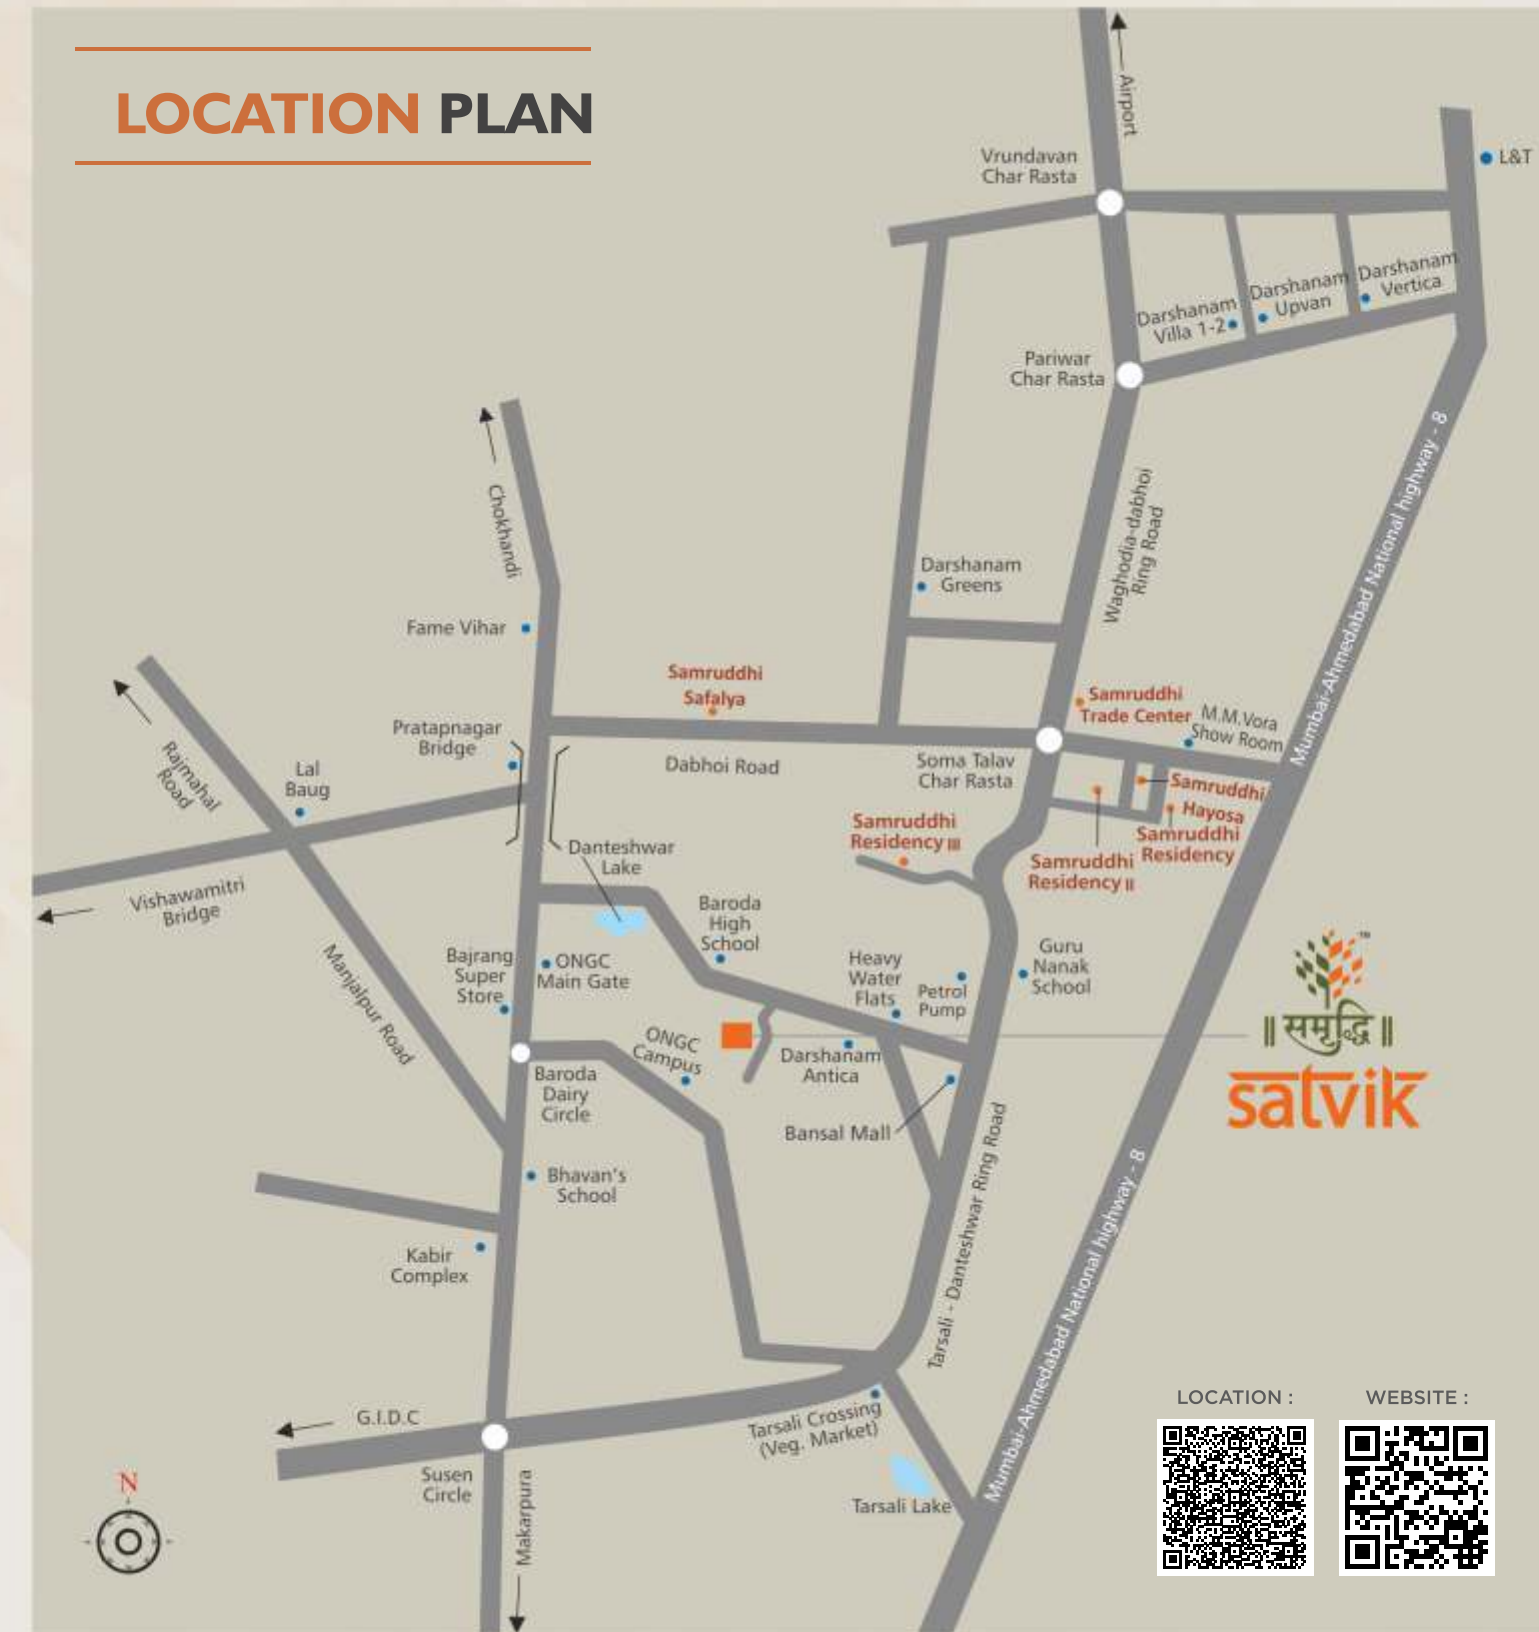 LOCATION PLAN
Airport
Vrundavan
Char Rasta
L&T
Darshanam
Vertica
Darshanam
Upvan
Darshanam
Villa 1-2
Pariwar
Char Rasta
Mumbai-Ahmedabad National highway - 8
Waghodia-dabhoi
Ring Road
Chokhandi
Darshanam
Greens
Fame Vihar
Samruddhi
Safalya
Samruddhi
Trade Center
M.M.Vora
Show Room
Pratapnagar
Bridge
Rajmahal
Road
Lal
Baug
Dabhoi Road
Soma Talav
Char Rasta
Samruddhi
Hayosa
Samruddhi
Residency
Samruddhi
Residency II
Samruddhi
Residency III
Danteshwar
Lake
Vishawamitri
Bridge
Baroda
High
School
Manjalpur Road
Bajrang
Super
Store
ONGC
Main Gate
Heavy
Water
Flats
Petrol
Pump
Guru
Nanak
School
TM
॥ समृद्धि ॥
satvik
ONGC
Campus
Darshanam
Antica
Baroda
Dairy
Circle
Bansal Mall
Bhavan's
School
Tarsali - Danteshwar Ring Road
Mumbai-Ahmedabad National highway - 8
Kabir
Complex
G.I.D.C
Tarsali Crossing
(Veg. Market)
Susen
Circle
Makarpura
Tarsali Lake
N
LOCATION :
WEBSITE :